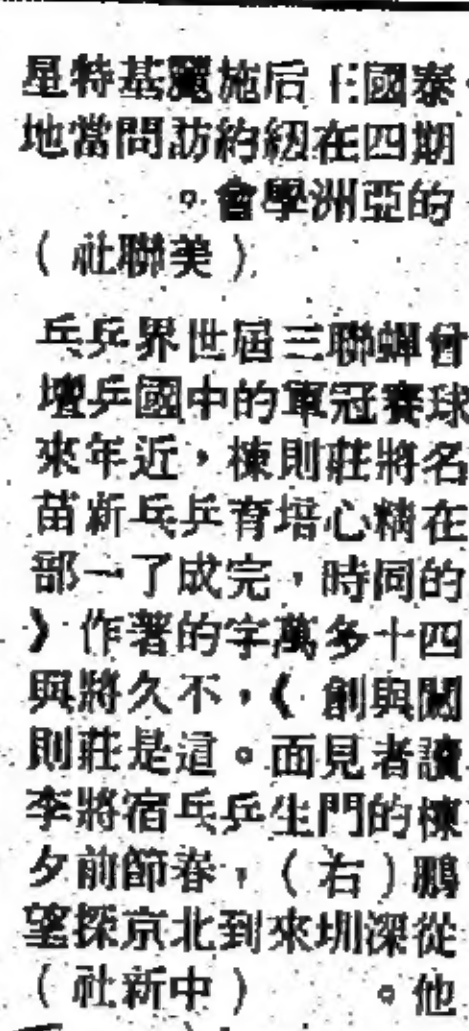 泰國王后施麗基特星
期四在紐約訪問當地
的亞洲學會。
(美聯社)
曾蟬聯三屆世界乒乓
球賽冠軍的中國乒壇
名將莊則棟,近年來
在精心培育乒乓新苗
的同時,完成了一部
四十多萬字的著作《
闖與創》,不久將與
讀者見面。這是莊則
棟的門生乒乓宿將李
鵬(右),春節前夕
從深圳來到北京探望
他。(中新社)